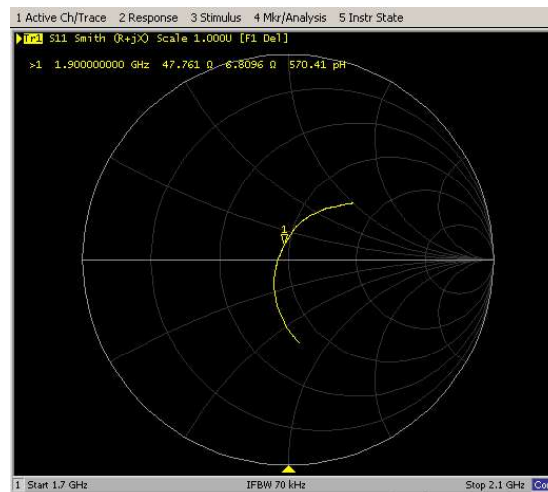 1 Active Ch/Trace 2 Response 3 Stimulus 4 Mkr/Analysis 5 Instr State
Tr1 S11 Smith (R+jX) Scale 1.000U [F1 Del]
>1 1.900000000 GHz 47.761 Ω 6.8096 Ω 570.41 pH
1
1 Start 1.7 GHz IFBW 70 kHz Stop 2.1 GHz